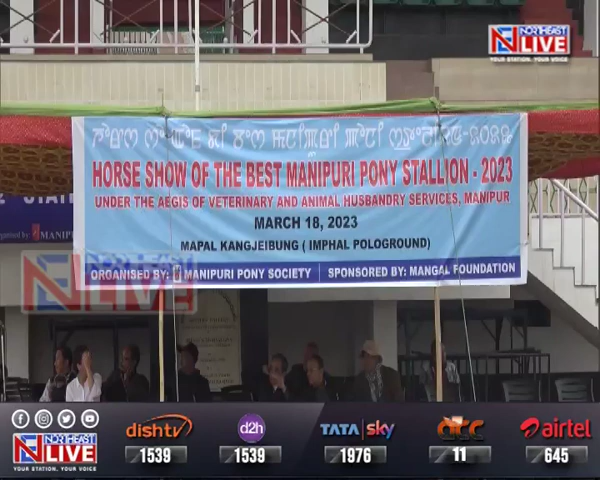 NORTHEAST
LIVE
YOUR STATION. YOUR VOICE
HORSE SHOW OF THE BEST MANIPURI PONY STALLION - 2023
UNDER THE AEGIS OF VETERINARY AND ANIMAL HUSBANDRY SERVICES, MANIPUR
MARCH 18, 2023
MAPAL KANGJEIBUNG ( IMPHAL POLOGROUND)
ORGANISED BY: MANIPURI PONY SOCIETY SPONSORED BY: MANGAL FOUNDATION
NORTHEAST
LIVE
NORTHEAST
LIVE
YOUR STATION, YOUR VOICE
dishtv d2h TATA sky airtel
1539 1539 1976 11 645